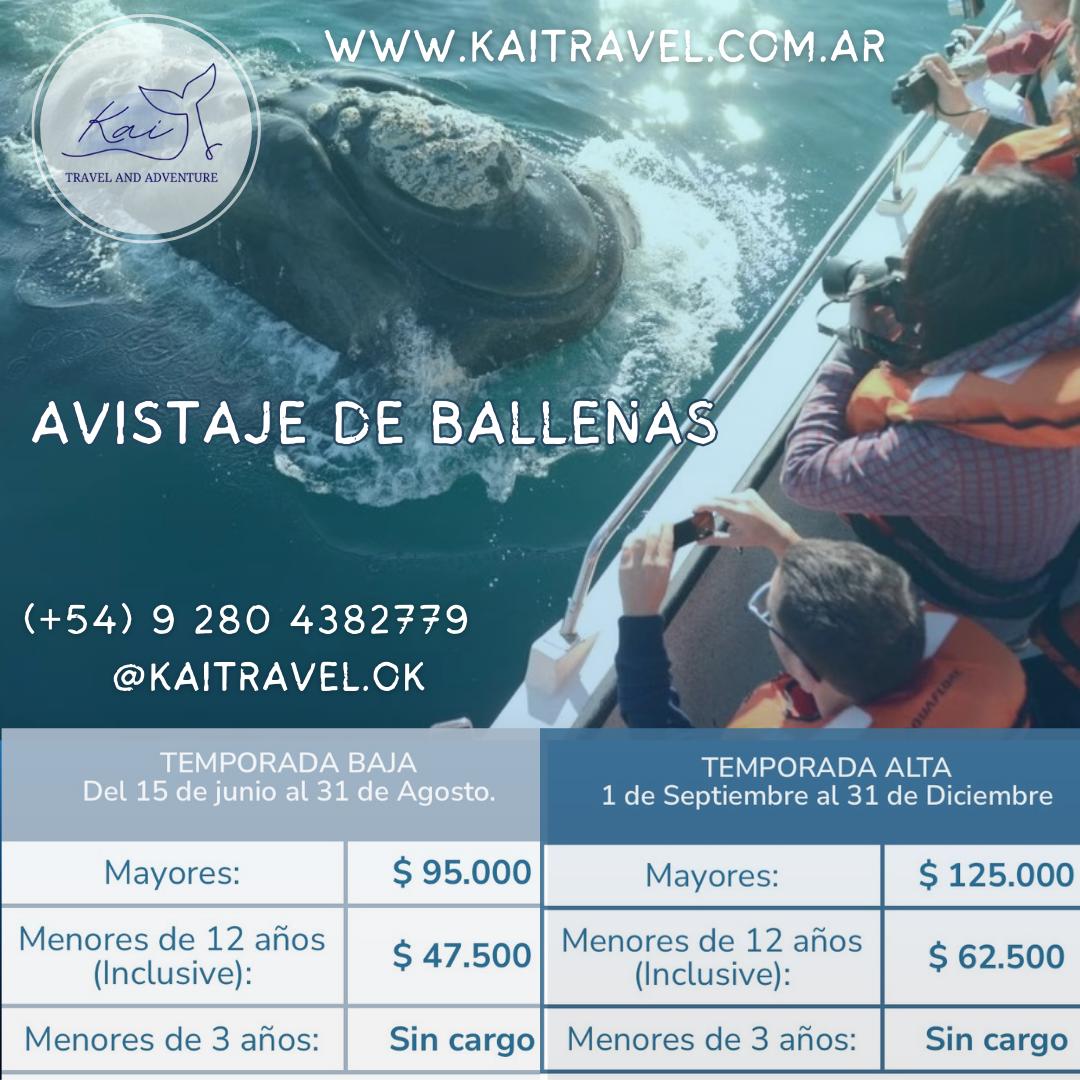 WWW.KAITRAVEL.COM.AR
Kai
TRAVEL AND ADVENTURE
AVISTAJE DE BALLENAS
(+54) 9 280 4382779
@KAITRAVEL.OK
TEMPORADA BAJA
Del 15 de junio al 31 de Agosto.
Mayores: $ 95.000
Menores de 12 años
(Inclusive): $ 47.500
Menores de 3 años: Sin cargo
TEMPORADA ALTA
1 de Septiembre al 31 de Diciembre
Mayores: $ 125.000
Menores de 12 años
(Inclusive): $ 62.500
Menores de 3 años: Sin cargo